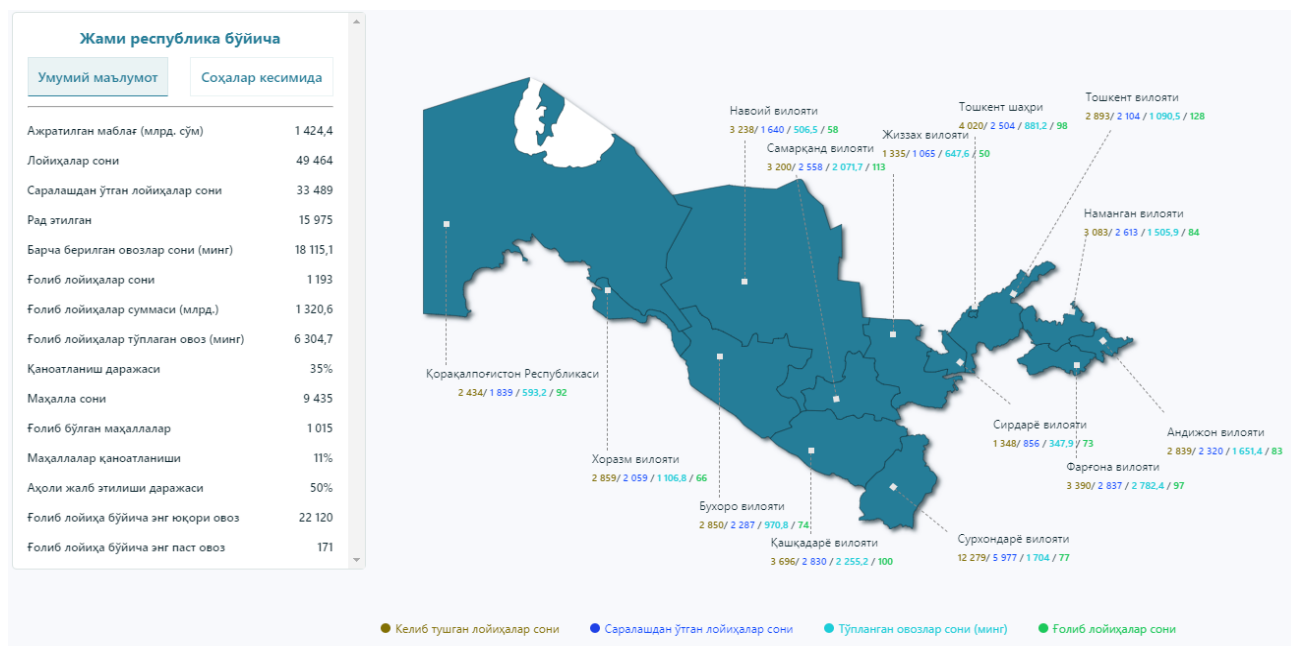 Жами республика бўйича
Умумий маълумот
Соҳалар кесимида
Ажратилган маблағ (млрд. сўм) 1 424,4
Лойиҳалар сони 49 464
Саралашдан ўтган лойиҳалар сони 33 489
Рад этилган 15 975
Барча берилган овозлар сони (минг) 18 115,1
Ғолиб лойиҳалар сони 1 193
Ғолиб лойиҳалар суммаси (млрд.) 1 320,6
Ғолиб лойиҳалар тўплаган овоз (минг) 6 304,7
Қаноатланиш даражаси 35%
Маҳалла сони 9 435
Ғолиб бўлган маҳаллалар 1 015
Маҳаллалар қаноатланиши 11%
Аҳоли жалб этилиши даражаси 50%
Ғолиб лойиҳа бўйича энг юқори овоз 22 120
Ғолиб лойиҳа бўйича энг паст овоз 171
Навоий вилояти
3 238/ 1 640 / 506,5 / 58
Самарқанд вилояти
3 200/ 2 558 / 2 071,7 / 113
Жиззах вилояти
1 335/ 1 065 / 647,6 / 50
Тошкент шаҳри
4 020/ 2 504 / 881,2 / 98
Тошкент вилояти
2 893/ 2 104 / 1 090,5 / 128
Наманган вилояти
3 083/ 2 613 / 1 505,9 / 84
Қорақалпоғистон Республикаси
2 434/ 1 839 / 593,2 / 92
Хоразм вилояти
2 859/ 2 059 / 1 106,8 / 66
Бухоро вилояти
2 850/ 2 287 / 970,8 / 74
Қашқадарё вилояти
3 696/ 2 830 / 2 255,2 / 100
Сирдарё вилояти
1 348/ 856 / 347,9 / 73
Андижон вилояти
2 839/ 2 320 / 1 651,4 / 83
Фарғона вилояти
3 390/ 2 837 / 2 782,4 / 97
Сурхондарё вилояти
12 279/ 5 977 / 1 704 / 77
Келиб тушган лойиҳалар сони
Саралашдан ўтган лойиҳалар сони
Тўпланган овозлар сони (минг)
Ғолиб лойиҳалар сони